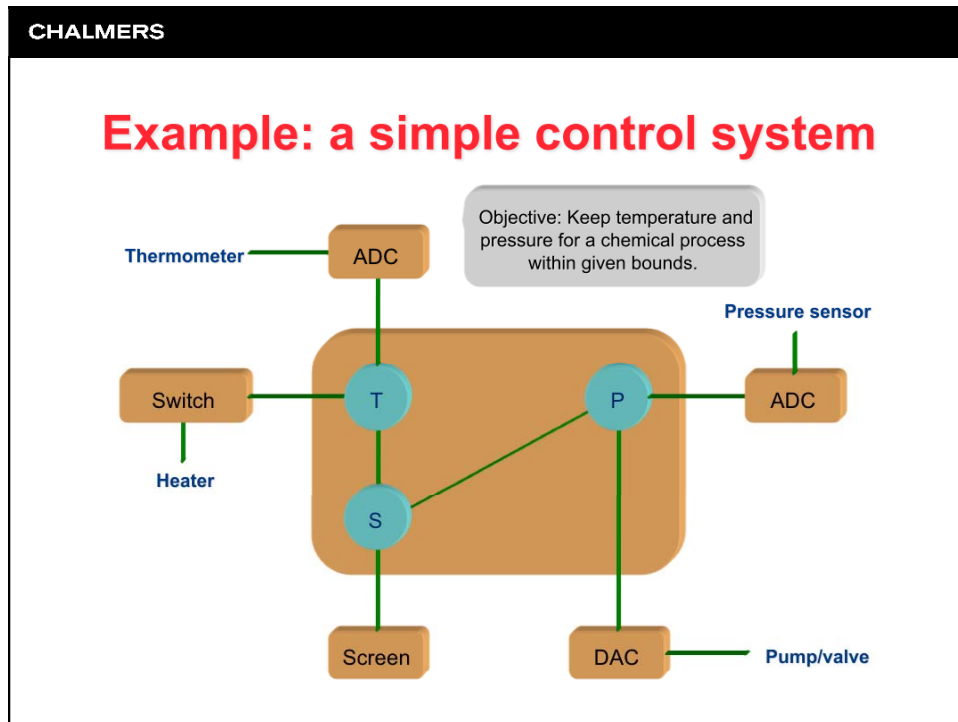 CHALMERS
Example: a simple control system
Objective: Keep temperature and
pressure for a chemical process
within given bounds.
Thermometer
ADC
Pressure sensor
Switch
T
P
ADC
Heater
S
Screen
DAC
Pump/valve